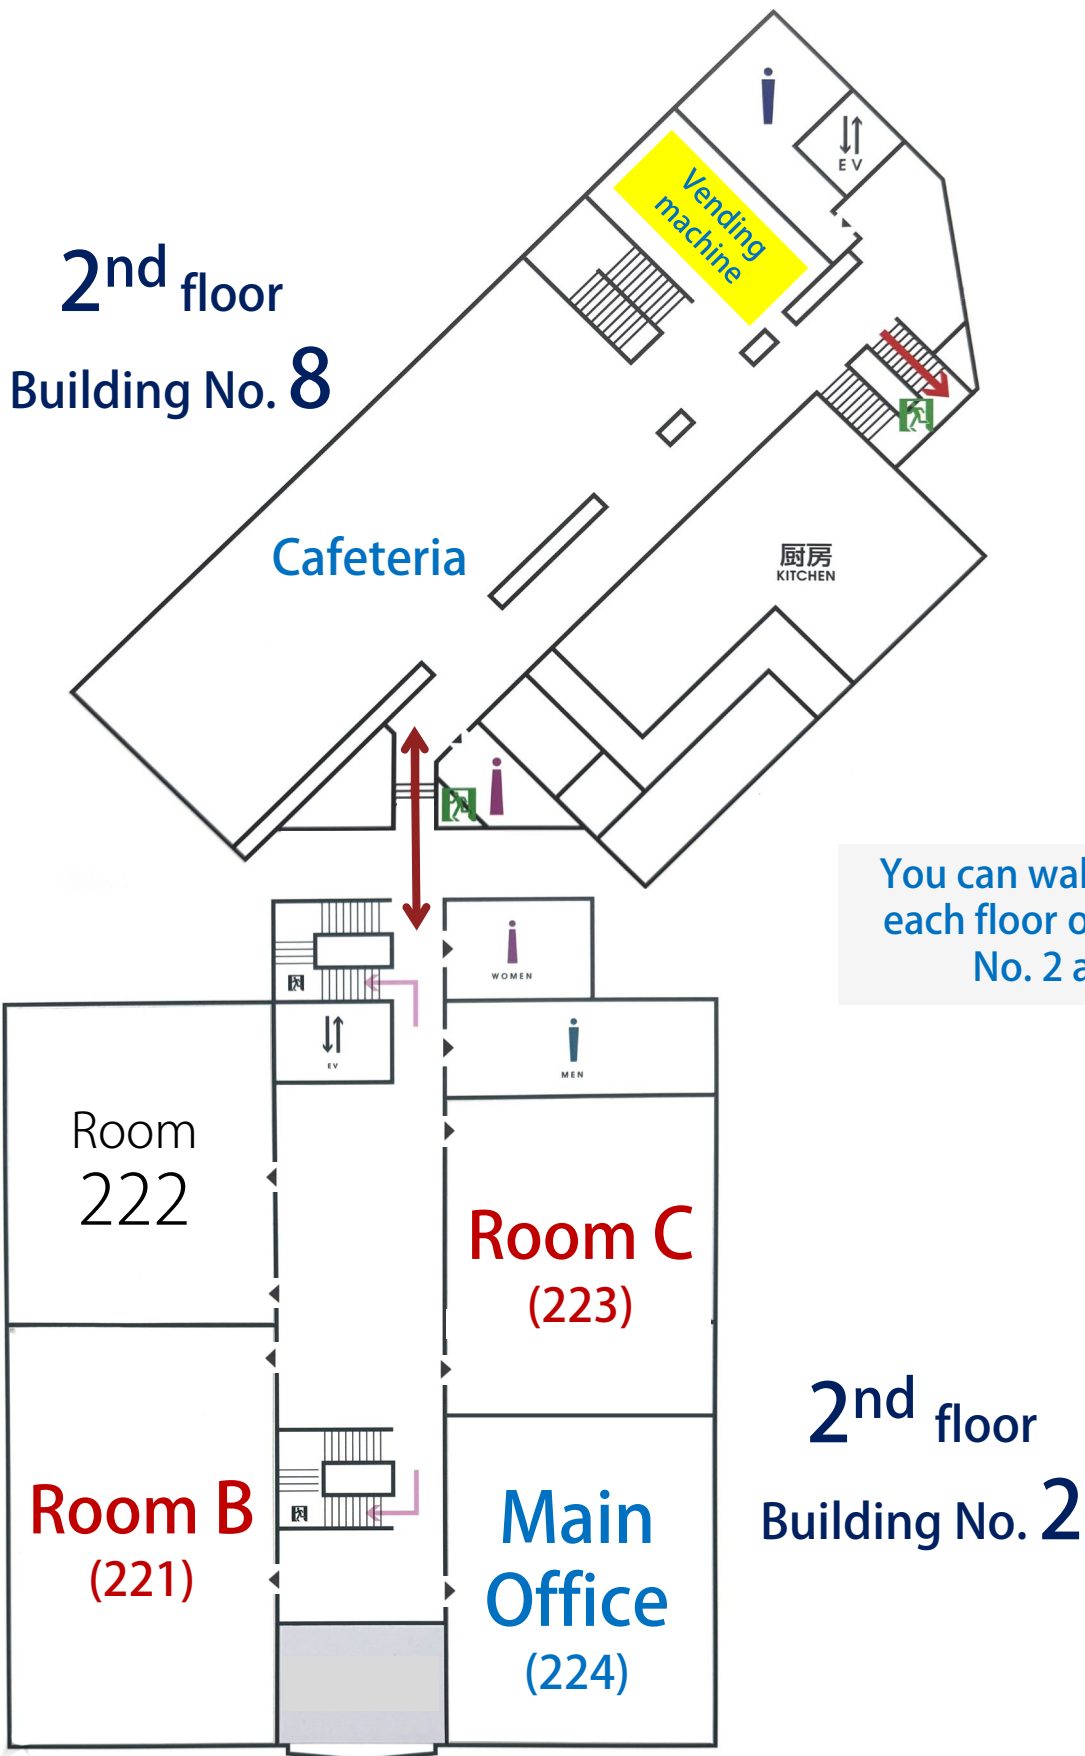 EV
Vending
machine
2nd floor
Building No. 8
Cafeteria
厨房
KITCHEN
You can wal
each floor o
No. 2 a
WOMEN
EV
MEN
Room
222
Room C
(223)
2nd floor
Building No. 2
Room B
(221)
Main
Office
(224)